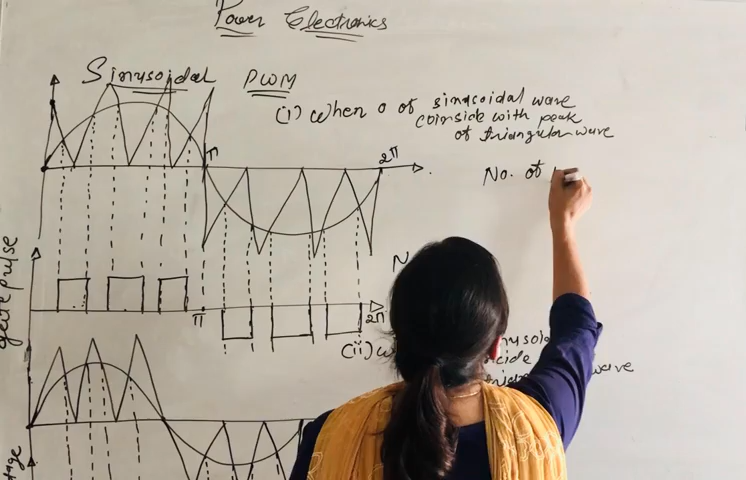 Power Electronics
Sinusoidal PWM
(i) When 0 of sinusoidal wave
coinside with peak
of triangular wave
π
2π
No. of
gate pulse
π
2π
(ii)
wave